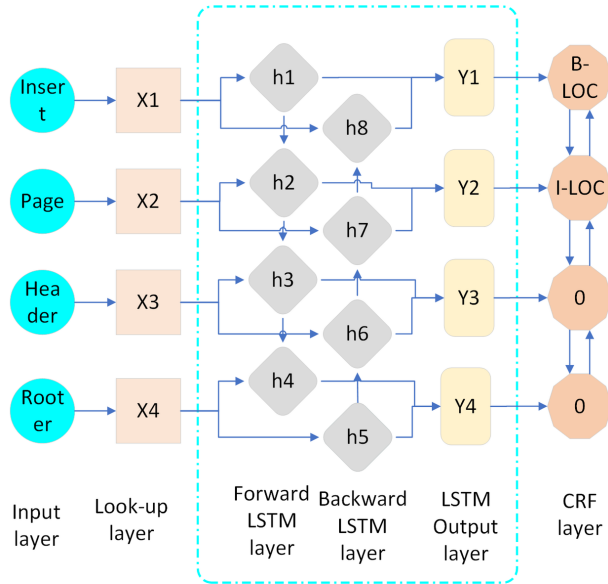 Inser
t
X1
h1
h8
Y1
B-
LOC
Page
X2
h2
h7
Y2
I-LOC
Hea
der
X3
h3
h6
Y3
0
Root
er
X4
h4
h5
Y4
0
Input
layer
Look-up
layer
Forward
LSTM
layer
Backward
LSTM
layer
LSTM
Output
layer
CRF
layer